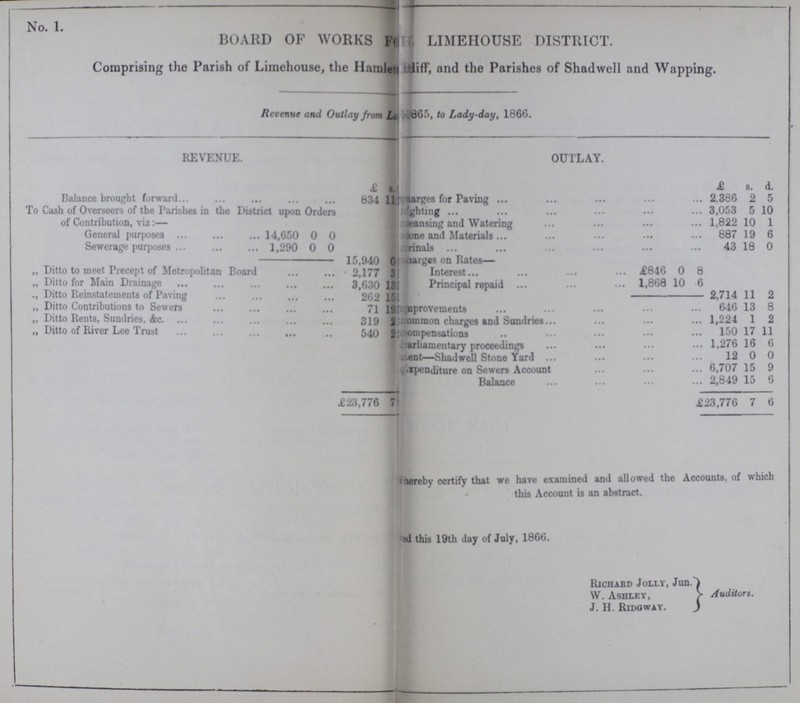 No. 1.
BOARD OF WORKS LIMEHOUSE DISTRICT.
Comprising the Parish of Limehouse, the Hamlet liff, and the Parishes of Shadwell and Wapping.
Revenue and Outlay from 865, to Lady-day, 1866.
REVENUE.
£ s.
Balance brought forward... ... ... ... ... 834 11
To Cash of Overseers of the Parishes in the District upon Orders
of Contribution, viz:—
General purposes ... ... ... 14,650 0 0
Sewerage purposes ... ... ... 1,290 0 0
15,940 0
„ Ditto to meet Precept of Metropolitan Board ... ... 2,177 3
„ Ditto for Main Drainage ... ... ... ... ... 3,630
„ Ditto Reinstatements of Paving ... ... ... ... 262 15
„ Ditto Contributions to Sewers ... ... ... ... 71
„ Ditto Rents, Sundries, &c. ... ... ... ... ... 319
„ Ditto of River Lee Trust ... ... ... ... ... 540
£23,776 7
OUTLAY.
£ s. d.
arges for Paving ... ... ... ... ... 2,386 2 5
ghting ... ... ... ... ... ... 3,053 5 10
eansing and Watering ... ... ... ... 1,822 10 1
one and Materials ... ... ... ... ... 887 19 6
rinals ... ... ... ... ... ... 43 18 0
arges on Rates—
Interest... ... ... ... ... £846 0 8
Principal repaid ... ... ... 1,868 10 6
2,714 11 2
mprovements ... ... ... ... ... 646 13 8
ommon charges and Sundries... ... ... ... 1,224 1 2
ompensations ... ... ... ... ... 150 17 11
arliamentary proceedings ... ... ... ... 1,276 16 6
ent—Shadwell Stone Yard ... ... ... ... 12 0 0
xpenditure on Sewers Account ... ... ... 6,707 15 9
Balance ... ... ... ... 2,849 15 6
£23,776 7 6
hereby certify that we have examined and allowed the Accounts, of which
this Account is an abstract.
ed this 19th day of July, 1866.
RICHARD JOLLY, Jun.
W. ASHLEY,
J. H. RIDGWAY.
Auditors.